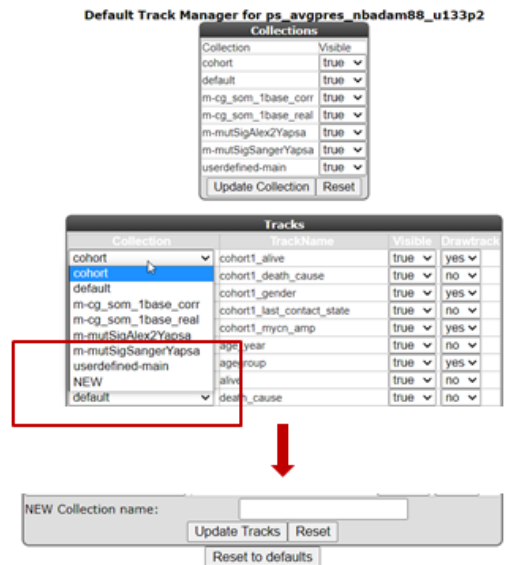 Default Track Manager for ps_avgpres_nbadam88_u133p2
Collections
Collection Visible
cohort true
default true
m-cg_som_1base_corr true
m-cg_som_1base_real true
m-mutSigAlex2Yapsa true
m-mutSigSangerYapsa true
userdefined-main true
Update Collection Reset
Tracks
Collection TrackName Visible Drawtrack
cohort cohort1_alive true yes
cohort cohort1_death_cause true no
default cohort1_gender true yes
m-cg_som_1base_corr cohort1_last_contact_state true no
m-cg_som_1base_real cohort1_mycn_amp true yes
m-mutSigAlex2Yapsa age_year true no
m-mutSigSangerYapsa agegroup true yes
userdefined-main alive true no
NEW
default death_cause true no
NEW Collection name:
Update Tracks Reset
Reset to defaults